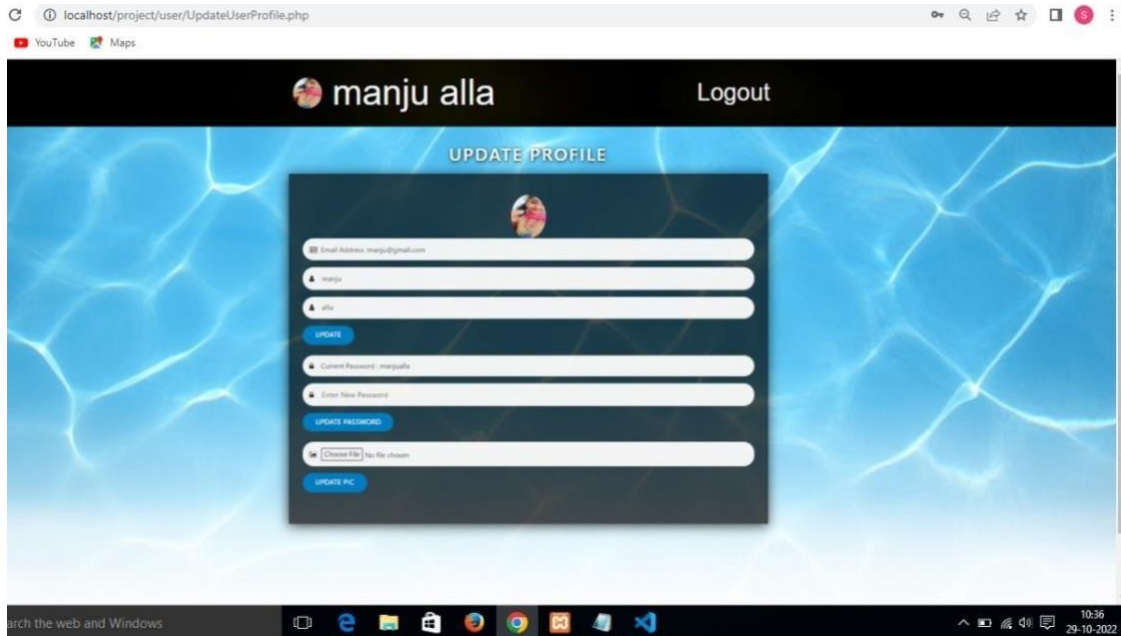 localhost/project/user/UpdateUserProfile.php
S
YouTube Maps
manju alla Logout
UPDATE PROFILE
Email Address: manju@gmail.com
manju
alla
UPDATE
Current Password : manjualla
Enter New Password
UPDATE PASSWORD
Choose File No file chosen
UPDATE PIC
arch the web and Windows
10:36
29-10-2022